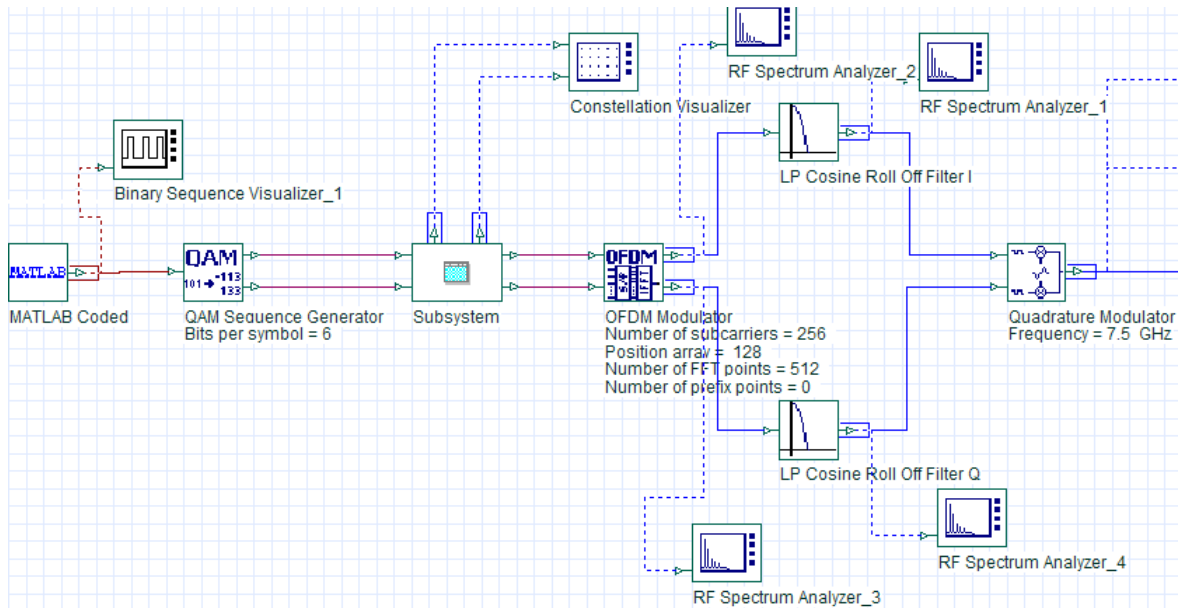 RF Spectrum Analyzer_2
RF Spectrum Analyzer_1
Constellation Visualizer
Binary Sequence Visualizer_1
LP Cosine Roll Off Filter I
MATLAB
MATLAB Coded
QAM
-113
101→
133
QAM Sequence Generator
Bits per symbol = 6
Subsystem
OFDM
S/P
IFFT
OFDM Modulator
Number of subcarriers = 256
Position array = 128
Number of FFT points = 512
Number of prefix points = 0
Quadrature Modulator
Frequency = 7.5 GHz
LP Cosine Roll Off Filter Q
RF Spectrum Analyzer_4
RF Spectrum Analyzer_3